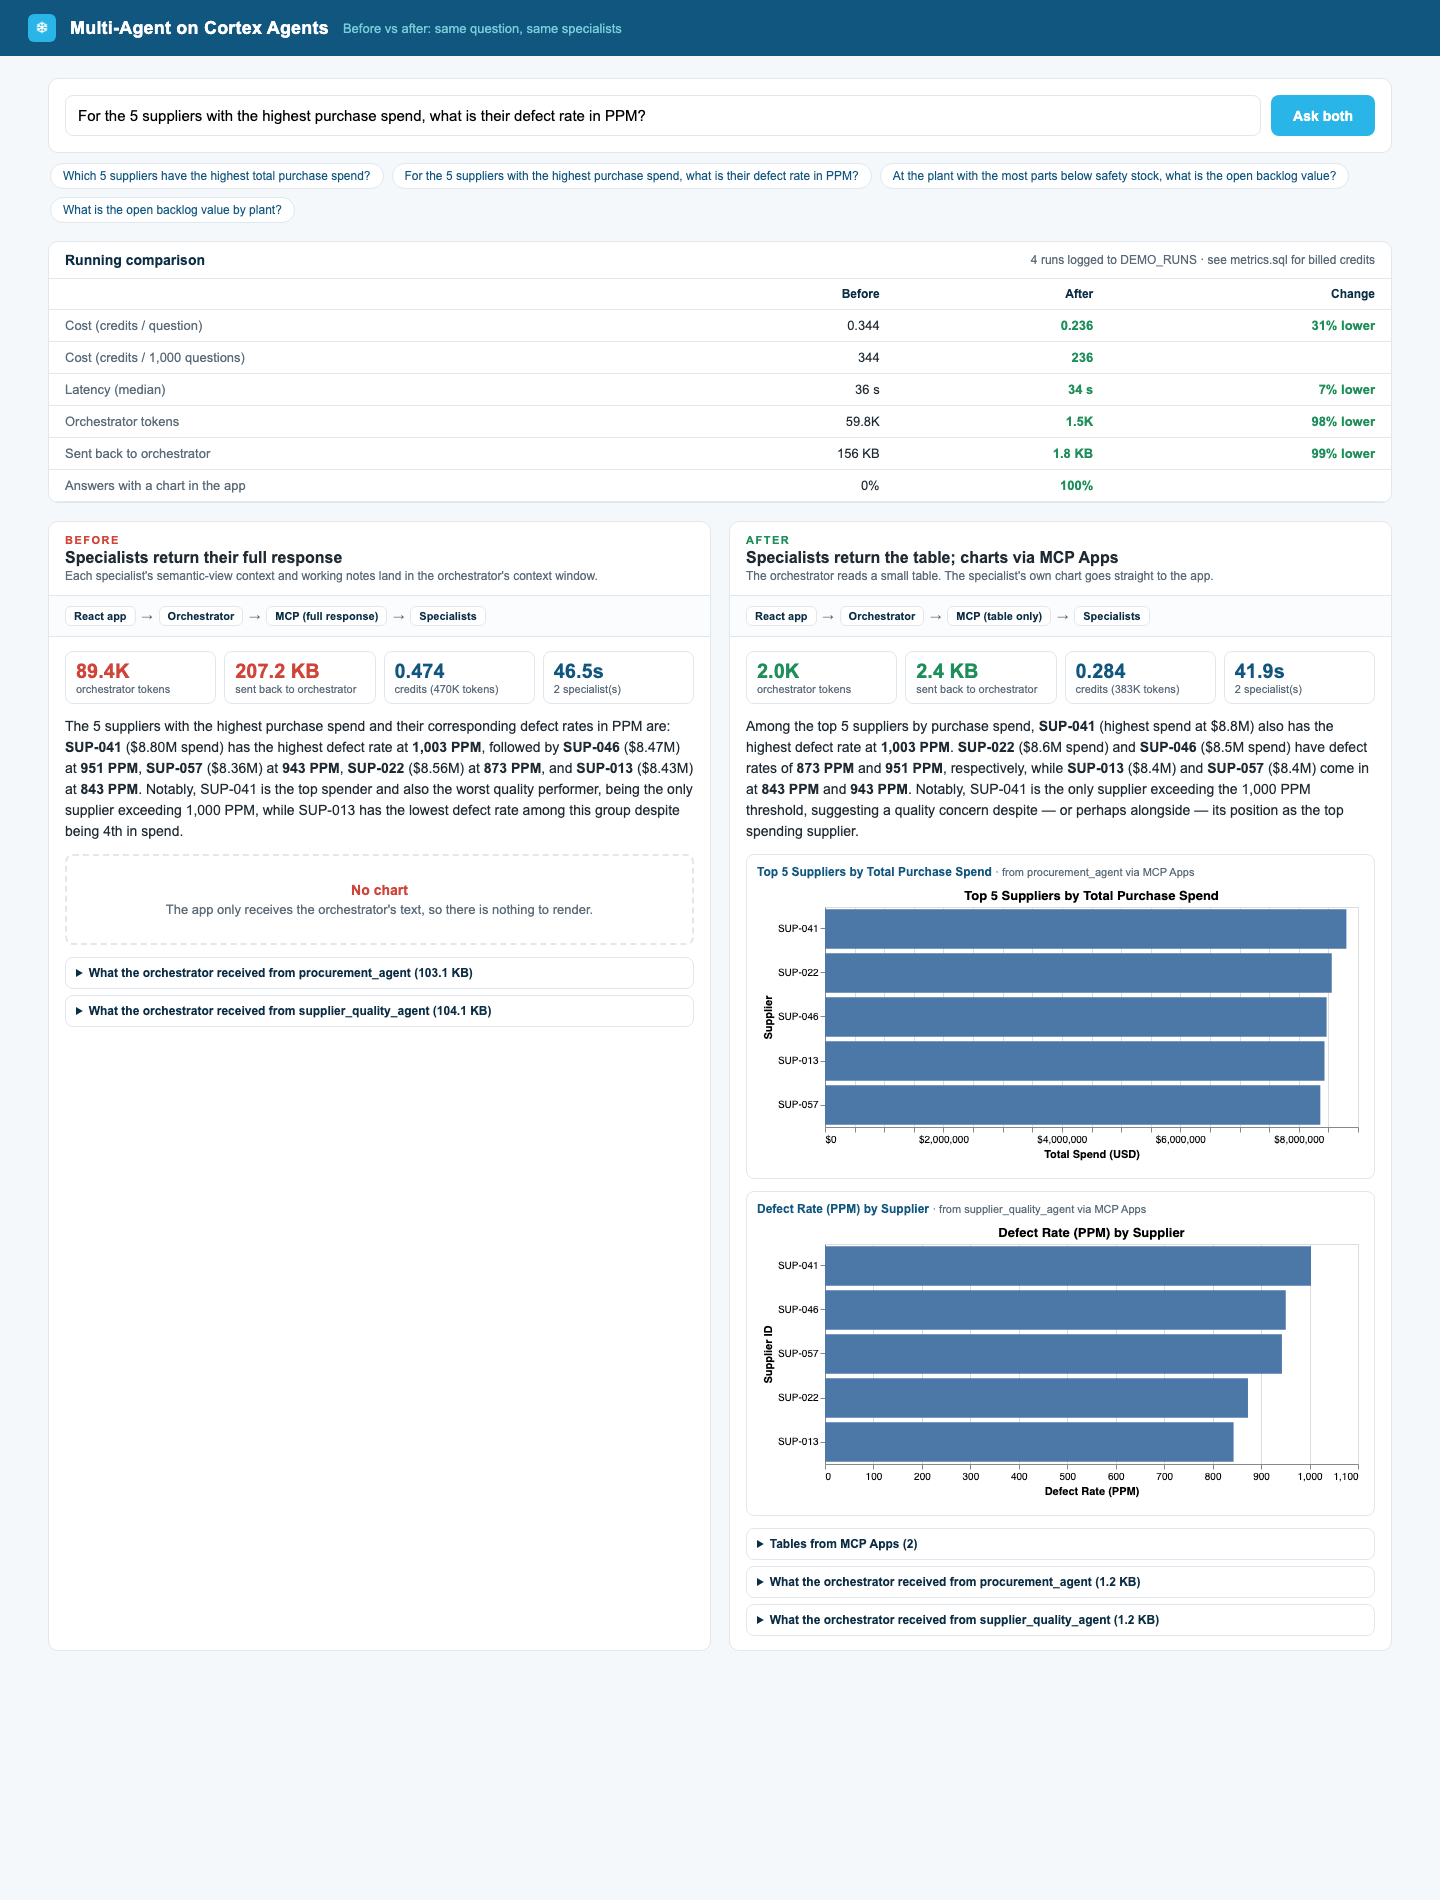 Multi-Agent on Cortex Agents
Before vs after: same question, same specialists
For the 5 suppliers with the highest purchase spend, what is their defect rate in PPM?
Ask both
Which 5 suppliers have the highest total purchase spend?
For the 5 suppliers with the highest purchase spend, what is their defect rate in PPM?
At the plant with the most parts below safety stock, what is the open backlog value?
What is the open backlog value by plant?
Running comparison
4 runs logged to DEMO_RUNS · see metrics.sql for billed credits
Before After Change
Cost (credits / question) 0.344 0.236 31% lower
Cost (credits / 1,000 questions) 344 236
Latency (median) 36 s 34 s 7% lower
Orchestrator tokens 59.8K 1.5K 98% lower
Sent back to orchestrator 156 KB 1.8 KB 99% lower
Answers with a chart in the app 0% 100%
BEFORE
Specialists return their full response
Each specialist's semantic-view context and working notes land in the orchestrator's context window.
React app → Orchestrator → MCP (full response) → Specialists
89.4K
orchestrator tokens
207.2 KB
sent back to orchestrator
0.474
credits (470K tokens)
46.5s
2 specialist(s)
The 5 suppliers with the highest purchase spend and their corresponding defect rates in PPM are:
SUP-041 ($8.80M spend) has the highest defect rate at 1,003 PPM, followed by SUP-046 ($8.47M)
at 951 PPM, SUP-057 ($8.36M) at 943 PPM, SUP-022 ($8.56M) at 873 PPM, and SUP-013 ($8.43M)
at 843 PPM. Notably, SUP-041 is the top spender and also the worst quality performer, being the only
supplier exceeding 1,000 PPM, while SUP-013 has the lowest defect rate among this group despite
being 4th in spend.
No chart
The app only receives the orchestrator's text, so there is nothing to render.
▶ What the orchestrator received from procurement_agent (103.1 KB)
▶ What the orchestrator received from supplier_quality_agent (104.1 KB)
AFTER
Specialists return the table; charts via MCP Apps
The orchestrator reads a small table. The specialist's own chart goes straight to the app.
React app → Orchestrator → MCP (table only) → Specialists
2.0K
orchestrator tokens
2.4 KB
sent back to orchestrator
0.284
credits (383K tokens)
41.9s
2 specialist(s)
Among the top 5 suppliers by purchase spend, SUP-041 (highest spend at $8.8M) also has the
highest defect rate at 1,003 PPM. SUP-022 ($8.6M spend) and SUP-046 ($8.5M spend) have defect
rates of 873 PPM and 951 PPM, respectively, while SUP-013 ($8.4M) and SUP-057 ($8.4M) come in
at 843 PPM and 943 PPM. Notably, SUP-041 is the only supplier exceeding the 1,000 PPM
threshold, suggesting a quality concern despite — or perhaps alongside — its position as the top
spending supplier.
Top 5 Suppliers by Total Purchase Spend · from procurement_agent via MCP Apps
Top 5 Suppliers by Total Purchase Spend
Supplier
SUP-041
SUP-022
SUP-046
SUP-013
SUP-057
$0 $2,000,000 $4,000,000 $6,000,000 $8,000,000
Total Spend (USD)
Defect Rate (PPM) by Supplier · from supplier_quality_agent via MCP Apps
Defect Rate (PPM) by Supplier
Supplier ID
SUP-041
SUP-046
SUP-057
SUP-022
SUP-013
0 100 200 300 400 500 600 700 800 900 1,000 1,100
Defect Rate (PPM)
▶ Tables from MCP Apps (2)
▶ What the orchestrator received from procurement_agent (1.2 KB)
▶ What the orchestrator received from supplier_quality_agent (1.2 KB)